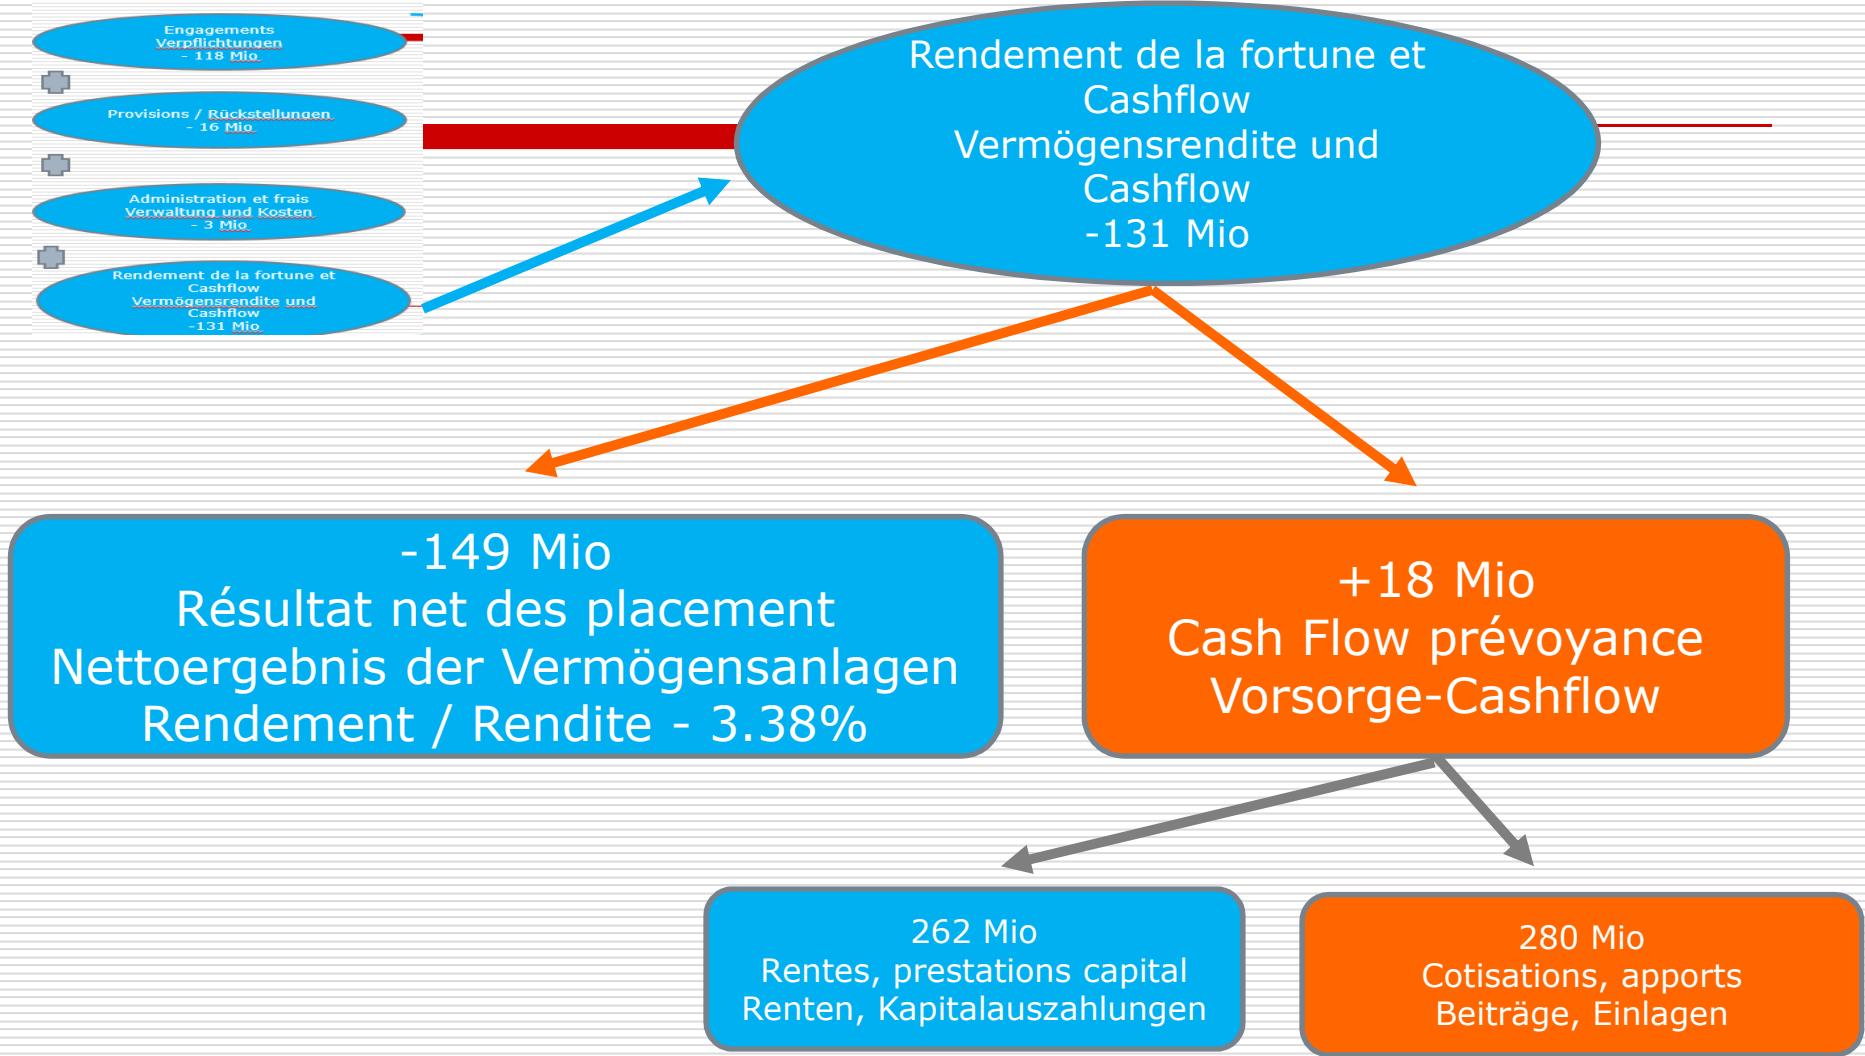 Engagements
Verpflichtungen
- 118 Mio
Provisions / Rückstellungen
- 16 Mio
Administration et frais
Verwaltung und Kosten
- 3 Mio
Rendement de la fortune et
Cashflow
Vermögensrendite und
Cashflow
-131 Mio
Rendement de la fortune et
Cashflow
Vermögensrendite und
Cashflow
-131 Mio
-149 Mio
Résultat net des placement
Nettoergebnis der Vermögensanlagen
Rendement / Rendite - 3.38%
+18 Mio
Cash Flow prévoyance
Vorsorge-Cashflow
262 Mio
Rentes, prestations capital
Renten, Kapitalauszahlungen
280 Mio
Cotisations, apports
Beiträge, Einlagen